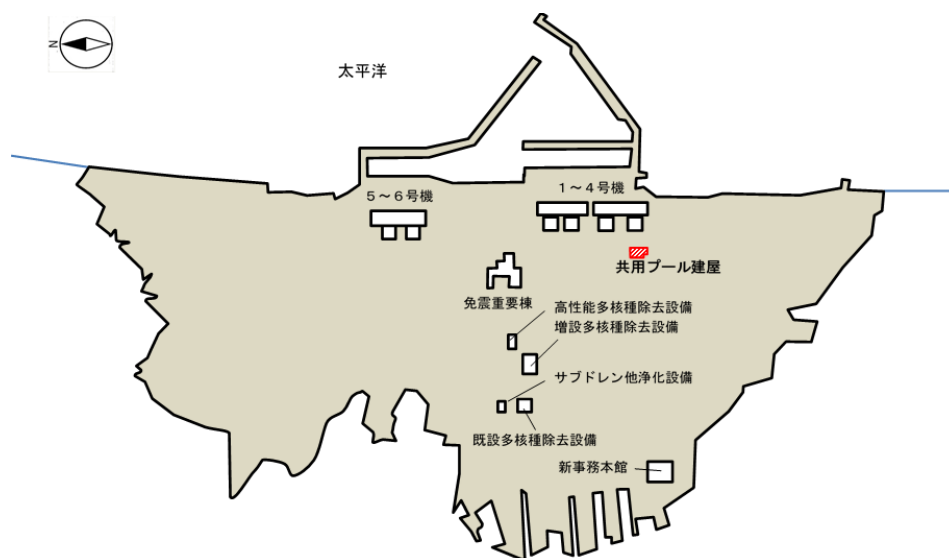 N
太平洋
5～6号機
1～4号機
共用プール建屋
免震重要棟
高性能多核種除去設備
増設多核種除去設備
サブドレン他浄化設備
既設多核種除去設備
新事務本館